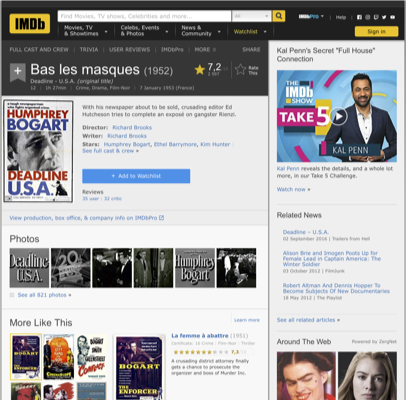 IMDb
Find Movies, TV shows, Celebrities and more...
All
Movies, TV
& Showtimes
Celebs, Events
& Photos
News &
Community
Watchlist
IMDbPro
Help
Sign in
FULL CAST AND CREW | TRIVIA | USER REVIEWS | IMDbPro | MORE
SHARE
Bas les masques (1952)
Deadline – U.S.A. (original title)
12 | 1h 27min | Crime, Drama, Film-Noir | 7 January 1953 (France)
7,2
Rate
This
HUMPHREY
BOGART
DEADLINE
U.S.A.
With his newspaper about to be sold, crusading editor Ed
Hutcheson tries to complete an exposé on gangster Rienzi.
Director: Richard Brooks
Writer: Richard Brooks
Stars: Humphrey Bogart, Ethel Barrymore, Kim Hunter |
See full cast & crew »
+ Add to Watchlist
Reviews
35 user | 32 critic
View production, box office, & company info on IMDbPro
Photos
Deadline
U.S.A.
Humphrey
Bogart
See all 821 photos »
More Like This
Learn more
BOGART
THE
ENFORCER
BOGART
THE
ENFORCER
La femme à abattre (1951)
Certificate: 16 Crime | Film-Noir | Thriller
7,3
A crusading district attorney finally
gets a chance to prosecute the
organizer and boss of Murder Inc.
Kal Penn's Secret "Full House"
Connection
THE
IMDb
SHOW
TAKE 5
KAL PENN
Kal Penn reveals the details, and a whole lot
more, in our Take 5 Challenge.
Watch now »
Related News
Deadline – U.S.A.
02 September 2016 | Trailers from Hell
Alison Brie and Imogen Poots Up for
Female Lead in Captain America: The
Winter Soldier
03 October 2012 | FilmJunk
Robert Altman And Dennis Hopper To
Become Subjects Of New Documentaries
18 May 2012 | The Playlist
See all related articles »
Around The Web
Powered by ZergNet